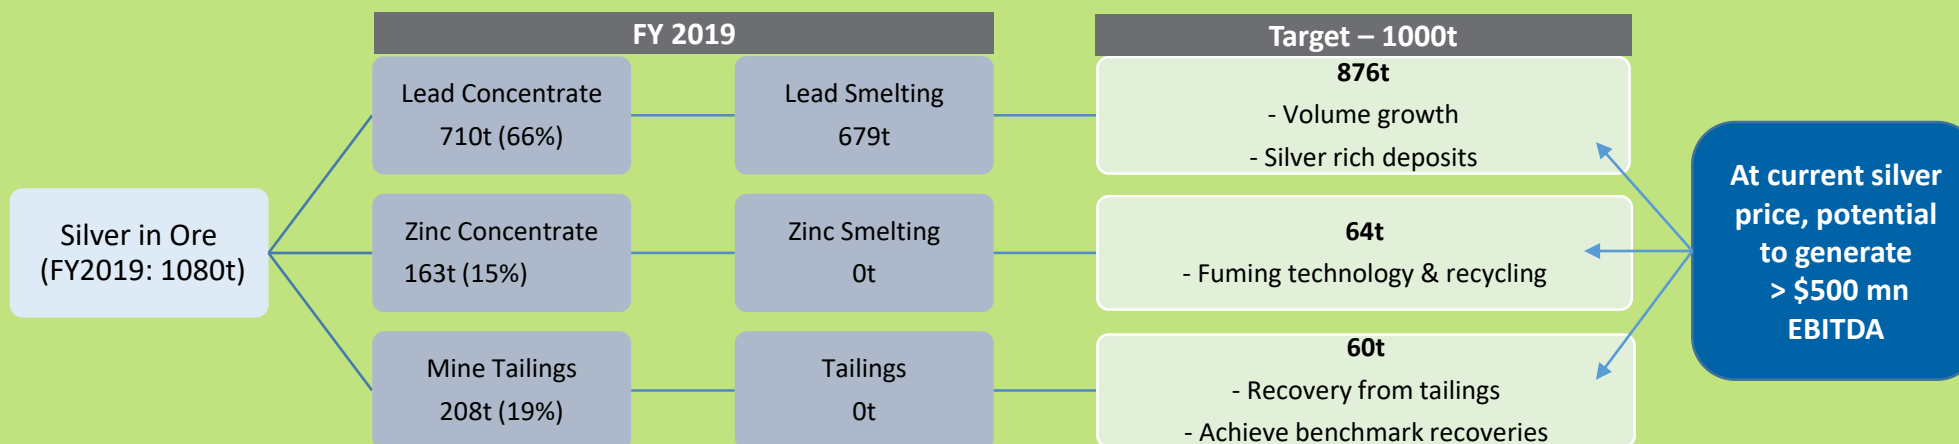 FY 2019
Target – 1000t
Silver in Ore
(FY2019: 1080t)
Lead Concentrate
710t (66%)
Lead Smelting
679t
876t
- Volume growth
- Silver rich deposits
Zinc Concentrate
163t (15%)
Zinc Smelting
0t
64t
- Fuming technology & recycling
Mine Tailings
208t (19%)
Tailings
0t
60t
- Recovery from tailings
- Achieve benchmark recoveries
At current silver
price, potential
to generate
> $500 mn
EBITDA